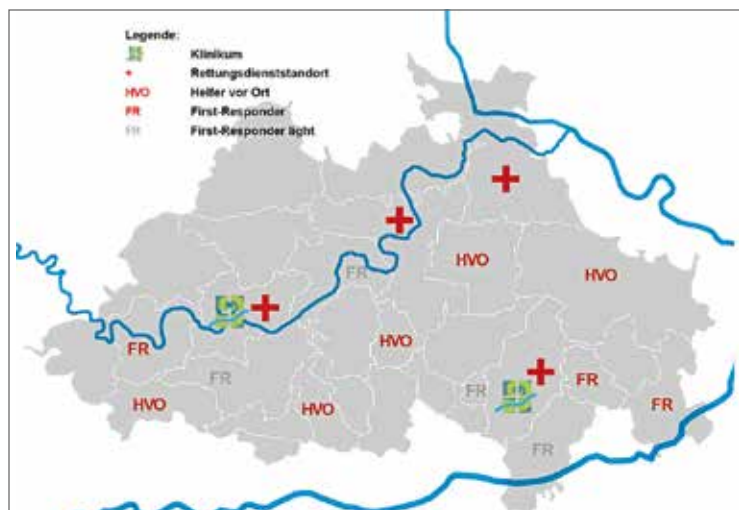 Legende:
Klinikum
Rettungsdienststandort
HVO Helfer vor Ort
FR First-Responder
FR First-Responder light
HVO
HVO
FR
HVO
FR
FR
FR
FR
FR
HVO
HVO
FR